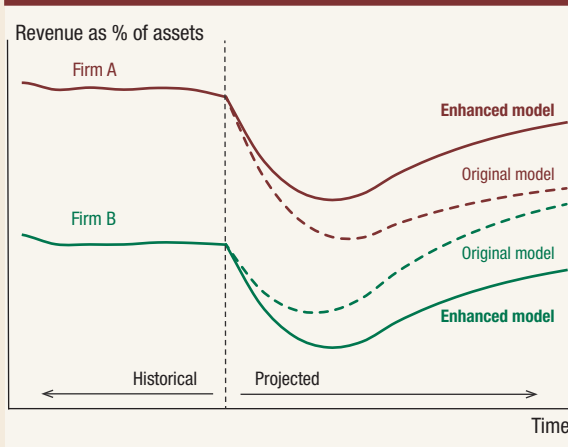 Revenue as % of assets
Firm A
Enhanced model
Original model
Firm B
Original model
Enhanced model
Historical
Projected
Time